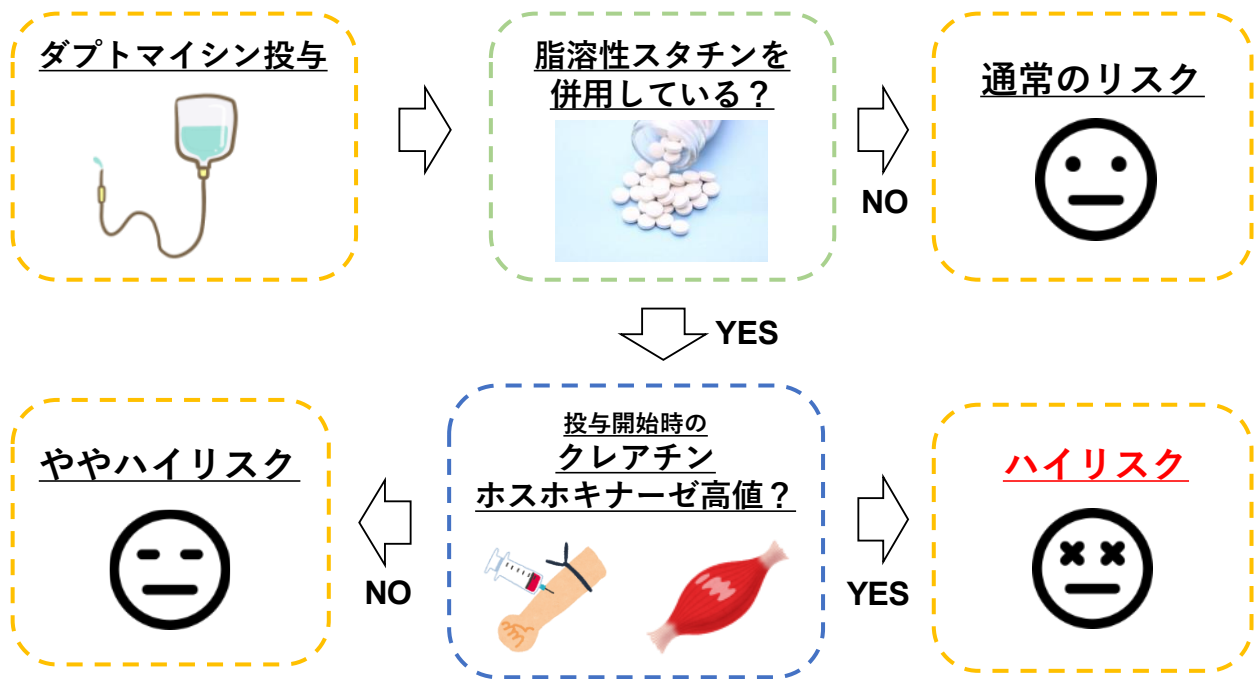 ダプトマイシン投与
脂溶性スタチンを
併用している？
通常のリスク
NO
YES
ややハイリスク
投与開始時の
クレアチン
ホスホキナーゼ高値？
ハイリスク
NO
YES